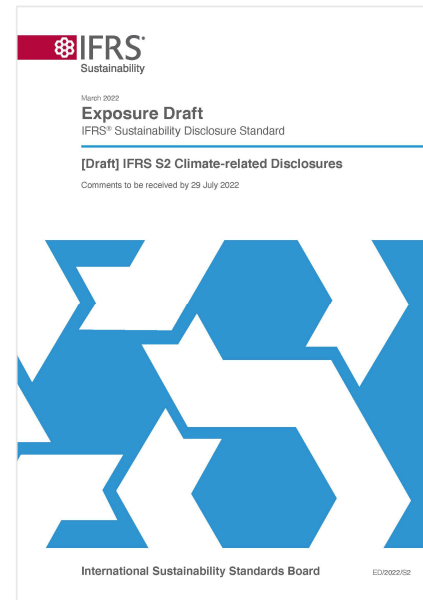 IFRS®
Sustainability
March 2022
Exposure Draft
IFRS® Sustainability Disclosure Standard
[Draft] IFRS S2 Climate-related Disclosures
Comments to be received by 29 July 2022
International Sustainability Standards Board
ED/2022/S2